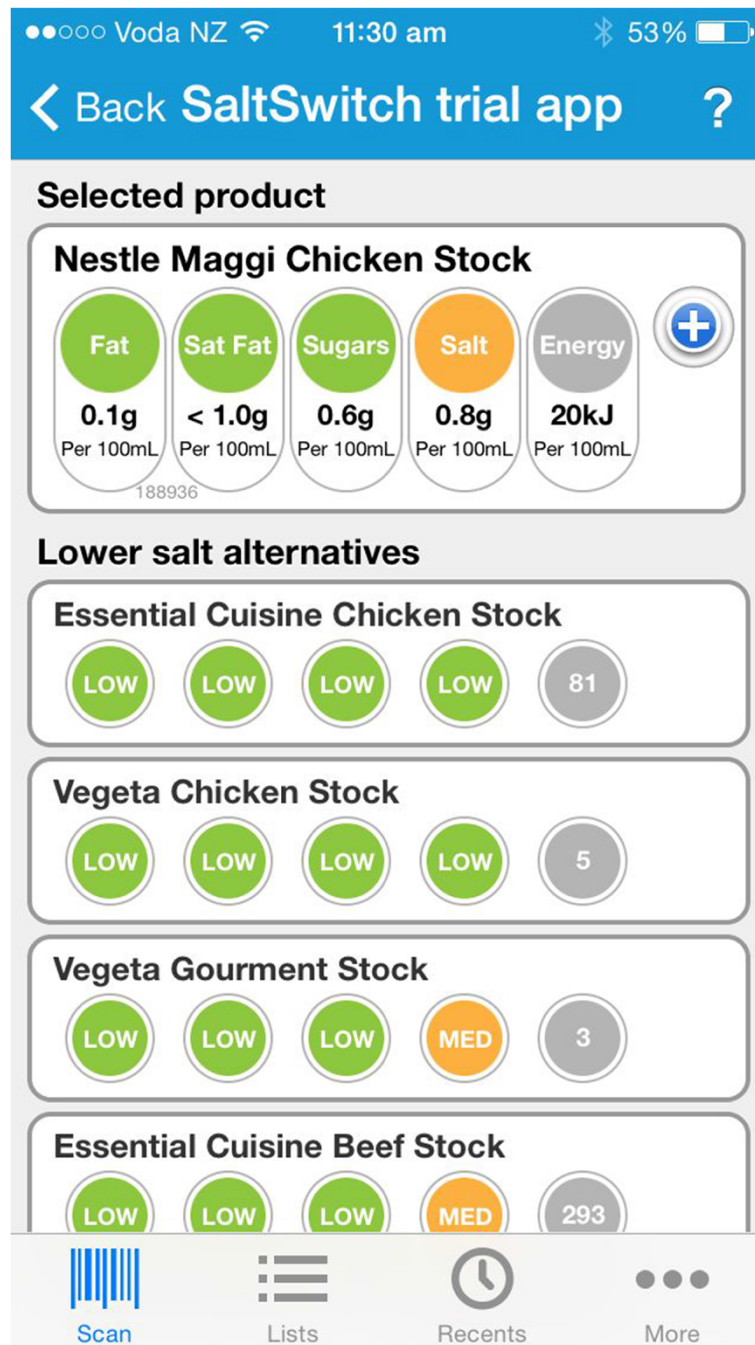 Voda NZ 11:30 am 53%
Back SaltSwitch trial app ?
Selected product
Nestle Maggi Chicken Stock
Fat Sat Fat Sugars Salt Energy
0.1g < 1.0g 0.6g 0.8g 20kJ
Per 100mL Per 100mL Per 100mL Per 100mL Per 100mL
188936
Lower salt alternatives
Essential Cuisine Chicken Stock
LOW LOW LOW LOW 81
Vegeta Chicken Stock
LOW LOW LOW LOW 5
Vegeta Gourment Stock
LOW LOW LOW MED 3
Essential Cuisine Beef Stock
LOW LOW LOW MED 293
Scan Lists Recents More